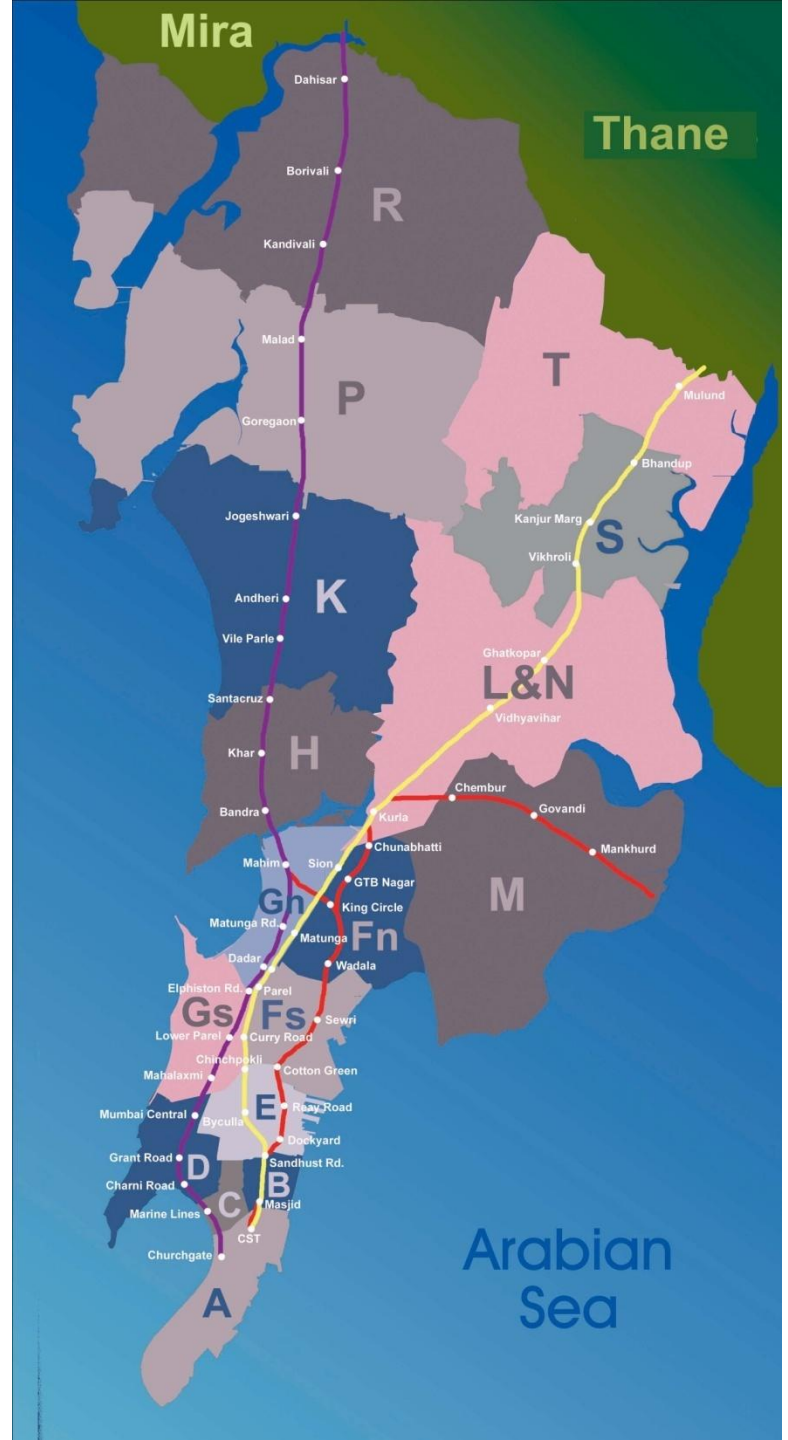 Mira
Dahisar
Thane
Borivali
R
Kandivali
Malad
T
P
Mulund
Goregaon
Bhandup
Jogeshwari
Kanjur Marg
S
Vikhroli
K
Andheri
Vile Parle
Ghatkopar
L&N
Santacruz
Vidhyavihar
Khar
H
Chembur
Bandra
Kurla
Govandi
Chunabhatti
Mankhurd
Mahim
Sion
GTB Nagar
M
Gn
King Circle
Matunga Rd.
Matunga
Fn
Dadar
Wadala
Elphiston Rd.
Parel
Gs
Fs
Sewri
Lower Parel
Curry Road
Chinchpokli
Cotton Green
Mahalaxmi
E
Reay Road
Mumbai Central
Byculla
Dockyard
Grant Road
D
Sandhust Rd.
Charni Road
B
C
Masjid
Marine Lines
CST
Churchgate
A
Arabian
Sea